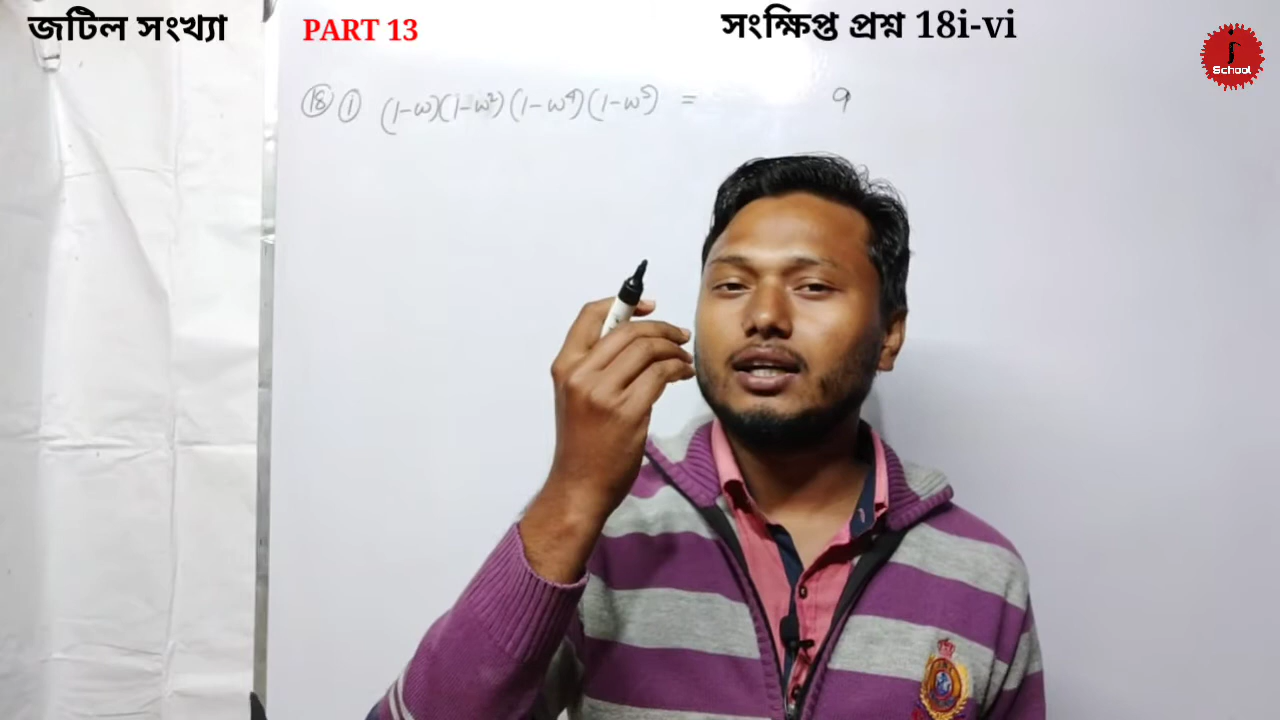 জটিল সংখ্যা PART 13 সংক্ষিপ্ত প্রশ্ন 18i-vi
School
(18) (i) (1-ω)(1-ω²)(1-ω⁴)(1-ω⁵) = 9